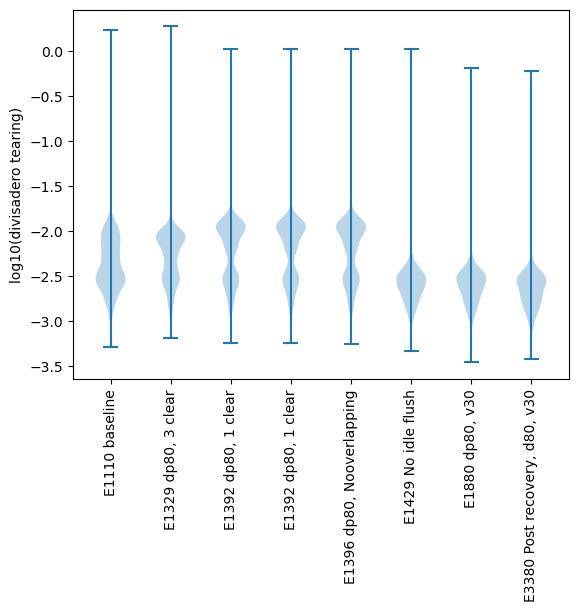 log10(divisadero tearing)
0.0
−0.5
−1.0
−1.5
−2.0
−2.5
−3.0
−3.5
E1110 baseline
E1329 dp80, 3 clear
E1392 dp80, 1 clear
E1392 dp80, 1 clear
E1396 dp80, Nooverlapping
E1429 No idle flush
E1880 dp80, v30
E3380 Post recovery, d80, v30